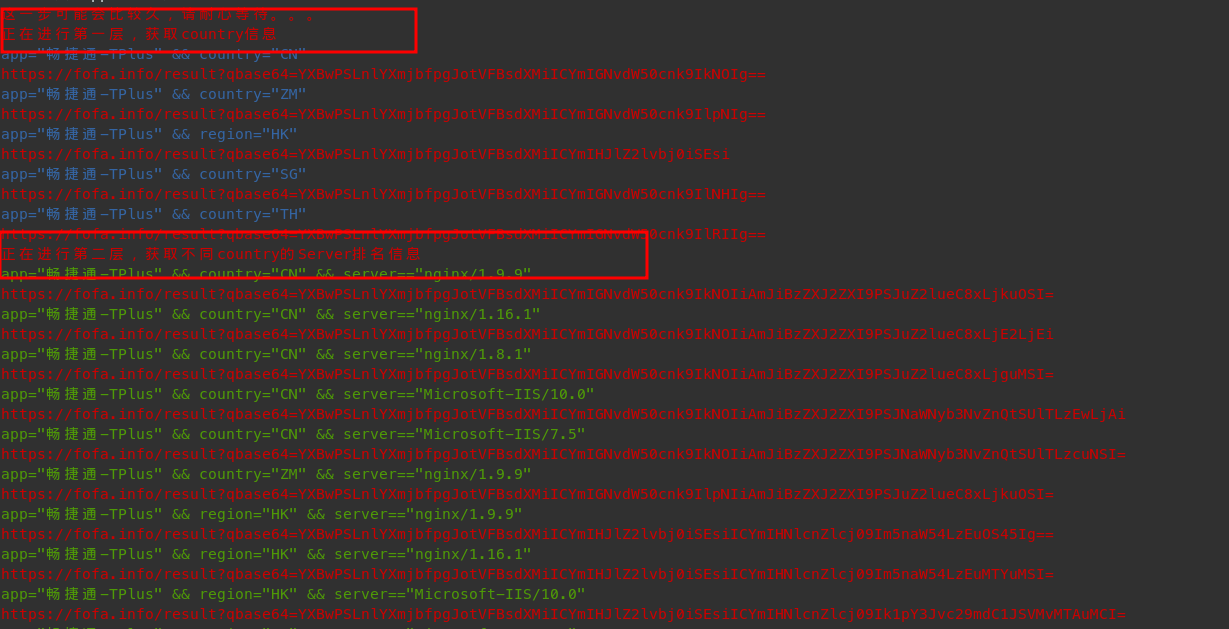 这一步可能会比较久，请耐心等待。。。
正在进行第一层，获取country信息
app="畅捷通-TPlus" && country="CN"
https://fofa.info/result?qbase64=YXBwPSLnlYXmjbfpgJotVFBsdXMiICYmIGNvdW50cnk9IkNOIg==
app="畅捷通-TPlus" && country="ZM"
https://fofa.info/result?qbase64=YXBwPSLnlYXmjbfpgJotVFBsdXMiICYmIGNvdW50cnk9IlpNIg==
app="畅捷通-TPlus" && region="HK"
https://fofa.info/result?qbase64=YXBwPSLnlYXmjbfpgJotVFBsdXMiICYmIHJlZ2lvbj0iSEsi
app="畅捷通-TPlus" && country="SG"
https://fofa.info/result?qbase64=YXBwPSLnlYXmjbfpgJotVFBsdXMiICYmIGNvdW50cnk9IlNHIg==
app="畅捷通-TPlus" && country="TH"
https://fofa.info/result?qbase64=YXBwPSLnlYXmjbfpgJotVFBsdXMiICYmIGNvdW50cnk9IlRIIg==
正在进行第二层，获取不同country的Server排名信息
app="畅捷通-TPlus" && country="CN" && server=="nginx/1.9.9"
https://fofa.info/result?qbase64=YXBwPSLnlYXmjbfpgJotVFBsdXMiICYmIGNvdW50cnk9IkNOIiAmJiBzZXJ2ZXI9PSJuZ2lueC8xLjkuOSI=
app="畅捷通-TPlus" && country="CN" && server=="nginx/1.16.1"
https://fofa.info/result?qbase64=YXBwPSLnlYXmjbfpgJotVFBsdXMiICYmIGNvdW50cnk9IkNOIiAmJiBzZXJ2ZXI9PSJuZ2lueC8xLjE2LjEi
app="畅捷通-TPlus" && country="CN" && server=="nginx/1.8.1"
https://fofa.info/result?qbase64=YXBwPSLnlYXmjbfpgJotVFBsdXMiICYmIGNvdW50cnk9IkNOIiAmJiBzZXJ2ZXI9PSJuZ2lueC8xLjguMSI=
app="畅捷通-TPlus" && country="CN" && server=="Microsoft-IIS/10.0"
https://fofa.info/result?qbase64=YXBwPSLnlYXmjbfpgJotVFBsdXMiICYmIGNvdW50cnk9IkNOIiAmJiBzZXJ2ZXI9PSJNaWNyb3NvZnQtSUlTLzEwLjAi
app="畅捷通-TPlus" && country="CN" && server=="Microsoft-IIS/7.5"
https://fofa.info/result?qbase64=YXBwPSLnlYXmjbfpgJotVFBsdXMiICYmIGNvdW50cnk9IkNOIiAmJiBzZXJ2ZXI9PSJNaWNyb3NvZnQtSUlTLzcuNSI=
app="畅捷通-TPlus" && country="ZM" && server=="nginx/1.9.9"
https://fofa.info/result?qbase64=YXBwPSLnlYXmjbfpgJotVFBsdXMiICYmIGNvdW50cnk9IlpNIiAmJiBzZXJ2ZXI9PSJuZ2lueC8xLjkuOSI=
app="畅捷通-TPlus" && region="HK" && server=="nginx/1.9.9"
https://fofa.info/result?qbase64=YXBwPSLnlYXmjbfpgJotVFBsdXMiICYmIHJlZ2lvbj0iSEsiICYmIHNlcnZlcj09Im5naW54LzEuOS45Ig==
app="畅捷通-TPlus" && region="HK" && server=="nginx/1.16.1"
https://fofa.info/result?qbase64=YXBwPSLnlYXmjbfpgJotVFBsdXMiICYmIHJlZ2lvbj0iSEsiICYmIHNlcnZlcj09Im5naW54LzEuMTYuMSI=
app="畅捷通-TPlus" && region="HK" && server=="Microsoft-IIS/10.0"
https://fofa.info/result?qbase64=YXBwPSLnlYXmjbfpgJotVFBsdXMiICYmIHJlZ2lvbj0iSEsiICYmIHNlcnZlcj09Ik1pY3Jvc29mdC1JSVMvMTAuMCI=